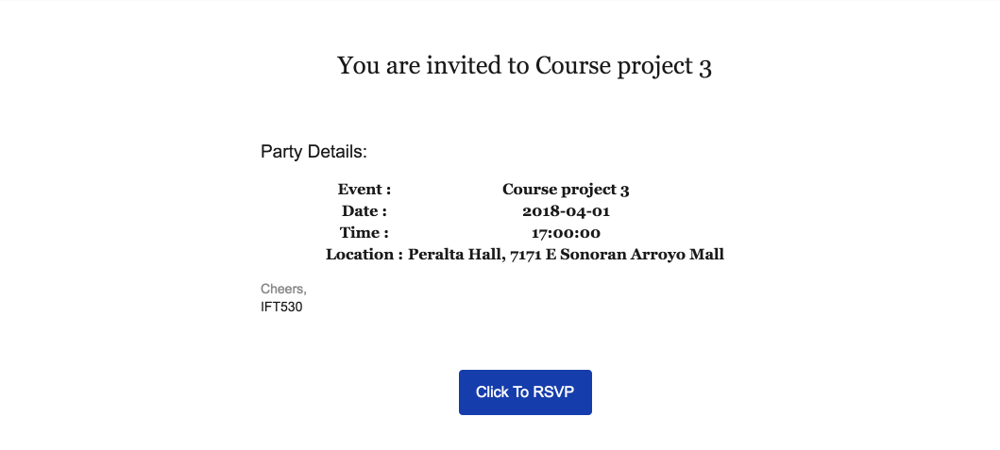 You are invited to Course project 3
Party Details:
Event : Course project 3
Date : 2018-04-01
Time : 17:00:00
Location : Peralta Hall, 7171 E Sonoran Arroyo Mall
Cheers,
IFT530
Click To RSVP